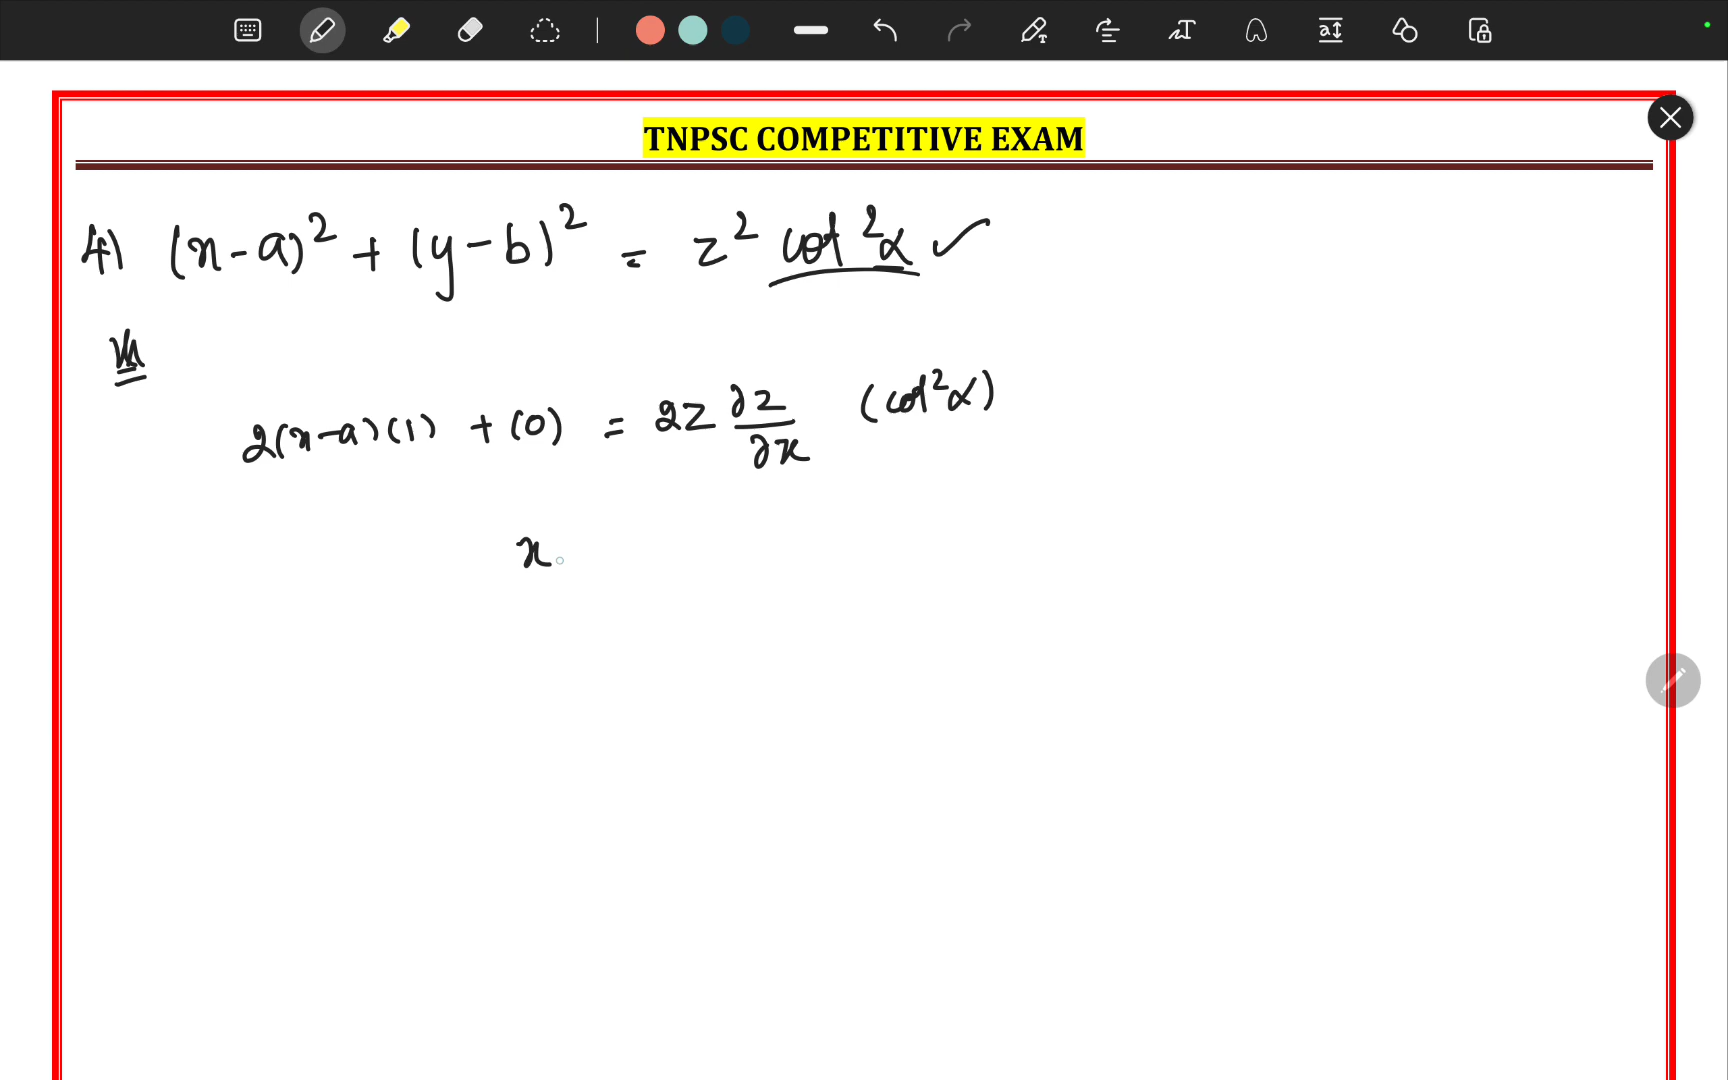 TNPSC COMPETITIVE EXAM
4) (x-a)² + (y-b)² = z² cot²α ✓
2(x-a)(1) + (0) = 2z ∂z/∂x (cot²α)
x